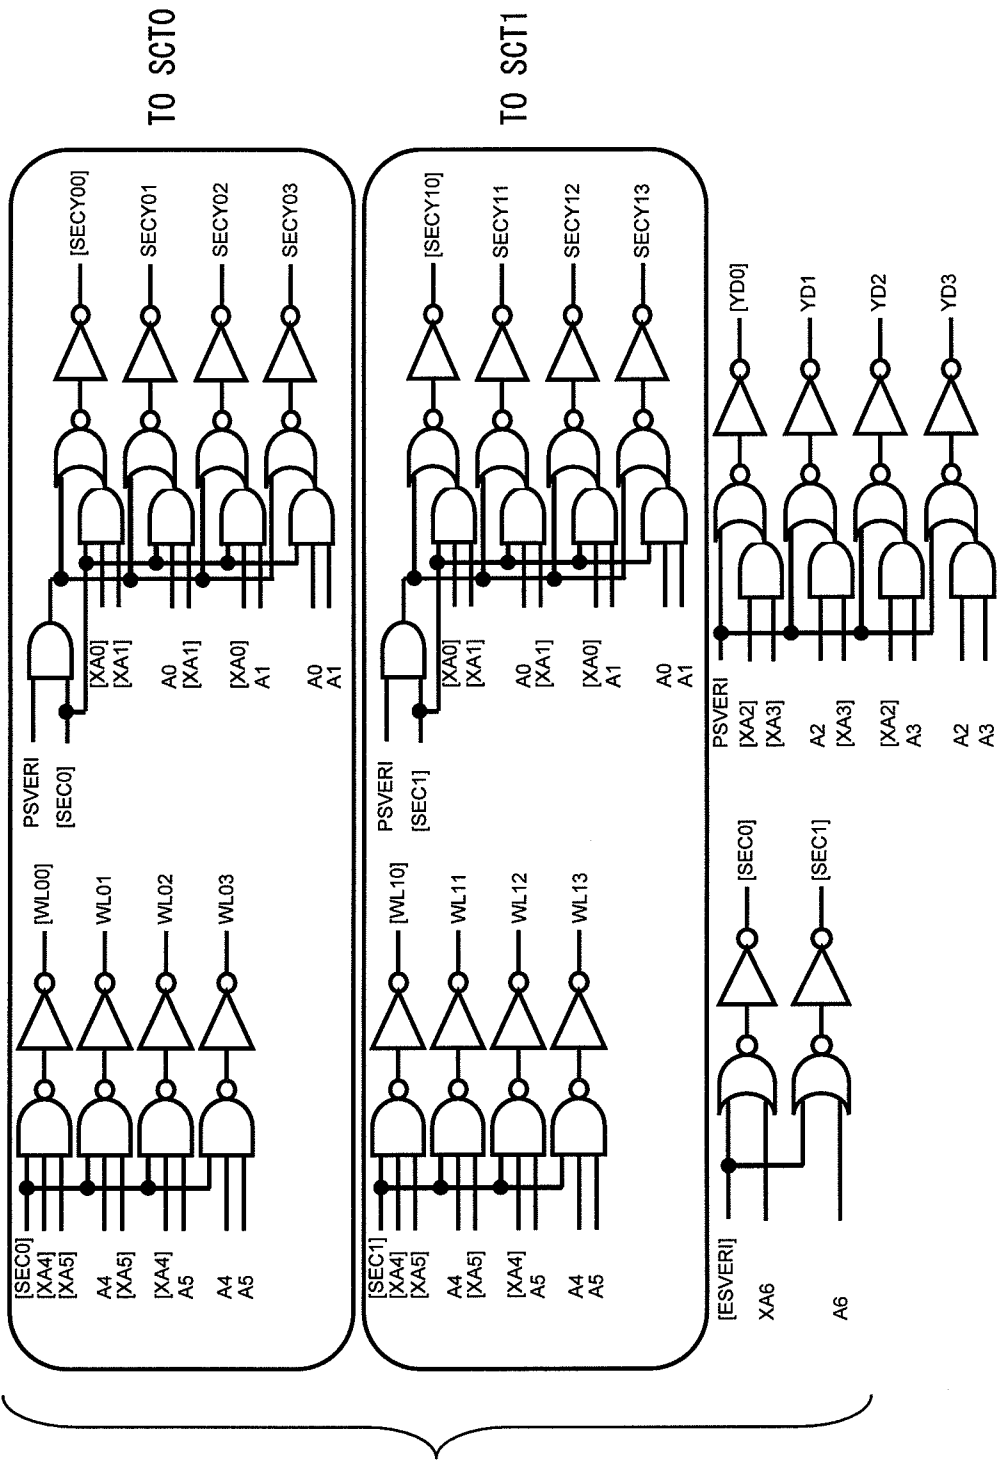 [SEC0]
[XA4]
[XA5]
A4
[XA5]
[XA4]
A5
A4
A5
[WL00]
WL01
WL02
WL03
PSVERI
[SEC0]
[XA0]
[XA1]
A0
[XA1]
[XA0]
A1
A0
A1
[SECY00]
SECY01
SECY02
SECY03
TO SCT0
[SEC1]
[XA4]
[XA5]
A4
[XA5]
[XA4]
A5
A4
A5
[WL10]
WL11
WL12
WL13
PSVERI
[SEC1]
[XA0]
[XA1]
A0
[XA1]
[XA0]
A1
A0
A1
[SECY10]
SECY11
SECY12
SECY13
TO SCT1
[ESVERI]
XA6
A6
[SEC0]
[SEC1]
PSVERI
[XA2]
[XA3]
A2
[XA3]
[XA2]
A3
A2
A3
[YD0]
YD1
YD2
YD3